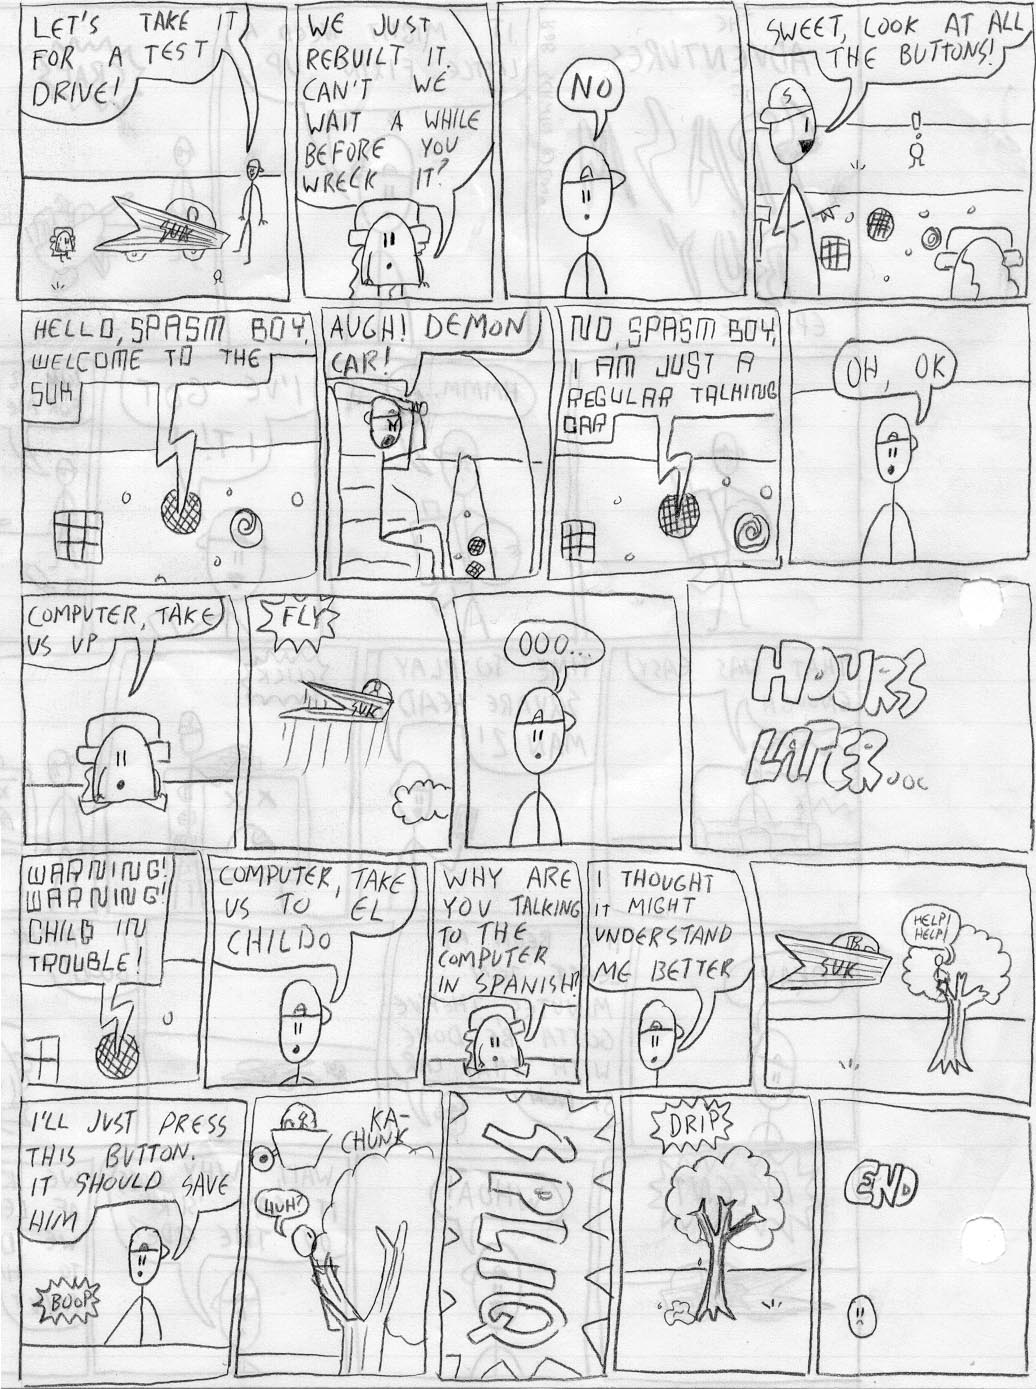 LET'S TAKE IT
FOR A TEST
DRIVE!
SUK
WE JUST
REBUILT IT.
CAN'T WE
WAIT A WHILE
BEFORE YOU
WRECK IT?
NO
SWEET, LOOK AT ALL
THE BUTTONS!
S
HELLO, SPASM BOY,
WELCOME TO THE
SUK
AUGH! DEMON
CAR!
NO, SPASM BOY,
I AM JUST A
REGULAR TALKING
CAR
OH, OK
COMPUTER, TAKE
US UP
FLY
SUK
OOO...
HOURS
LATER...
WARNING!
WARNING!
CHILD IN
TROUBLE!
COMPUTER, TAKE
US TO EL
CHILDO
WHY ARE
YOU TALKING
TO THE
COMPUTER
IN SPANISH?
I THOUGHT
IT MIGHT
UNDERSTAND
ME BETTER
SUK
HELP!
HELP!
I'LL JUST PRESS
THIS BUTTON.
IT SHOULD SAVE
HIM
BOOP
KA-
CHUNK
HUH?
SPLIQ
DRIP
END